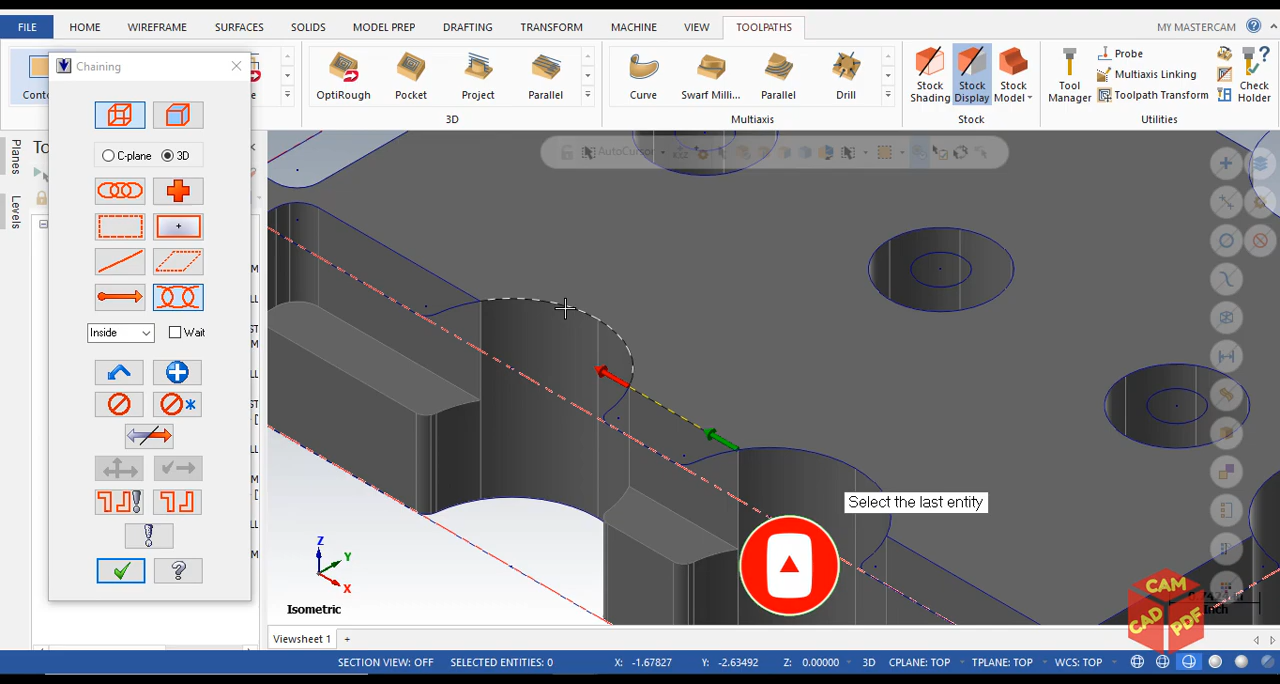 FILE HOME WIREFRAME SURFACES SOLIDS MODEL PREP DRAFTING TRANSFORM MACHINE VIEW TOOLPATHS MY MASTERCAM
Chaining
C-plane 3D
Inside Wait
Planes
Levels
OptiRough Pocket Project Parallel
3D
Curve Swarf Milli... Parallel Drill
Multiaxis
Stock Shading
Stock Display
Stock Model
Stock
Tool Manager
Probe
Multiaxis Linking
Toolpath Transform
Check Holder
Utilities
AutoCursor
Select the last entity
Z
Y
X
Isometric
Inch
CAM
CAD
PDF
Viewsheet 1 +
SECTION VIEW: OFF SELECTED ENTITIES: 0 X: -1.67827 Y: -2.63492 Z: 0.00000 3D CPLANE: TOP TPLANE: TOP WCS: TOP